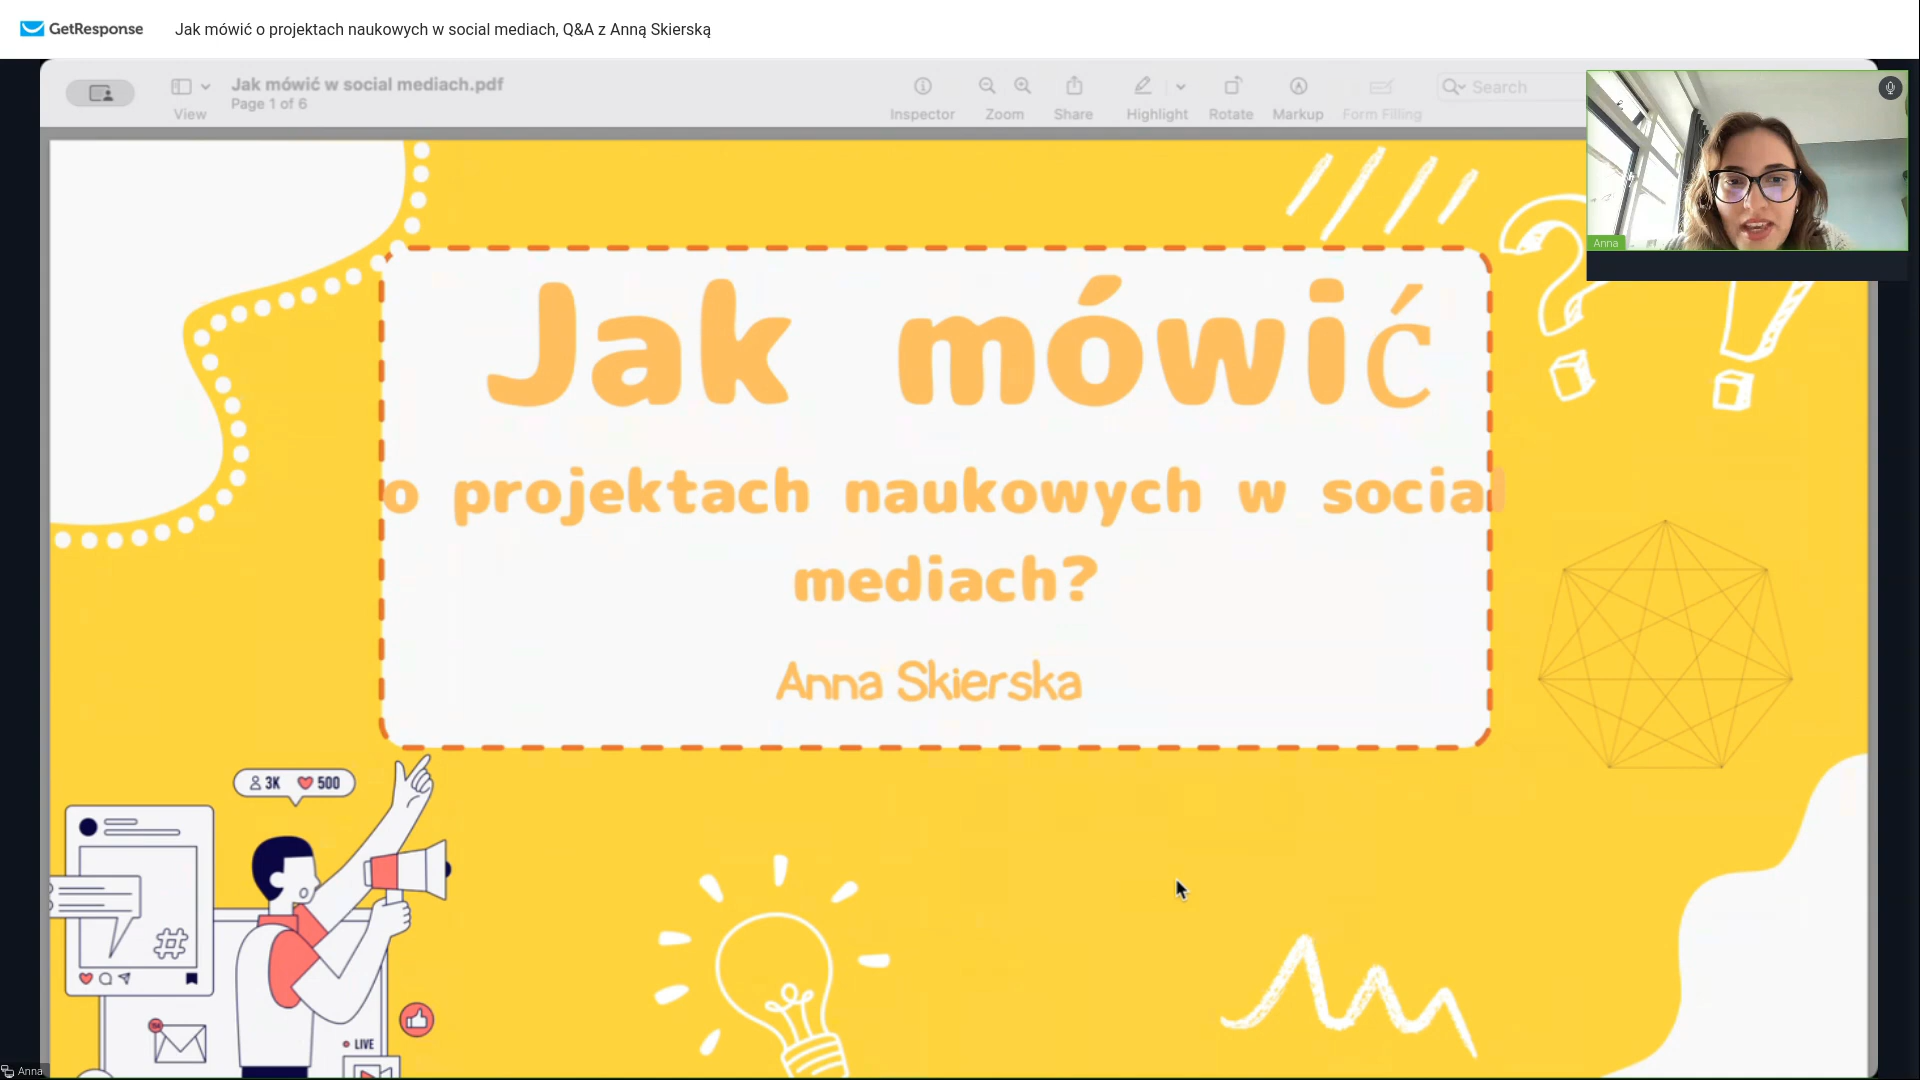 GetResponse
Jak mówić o projektach naukowych w social mediach, Q&A z Anną Skierską
Jak mówić w social mediach.pdf
Page 1 of 6
View
Inspector
Zoom
Share
Highlight
Rotate
Markup
Form Filling
Search
Anna
Jak mówić
o projektach naukowych w social
mediach?
Anna Skierska
3K 500
#
LIVE
Anna